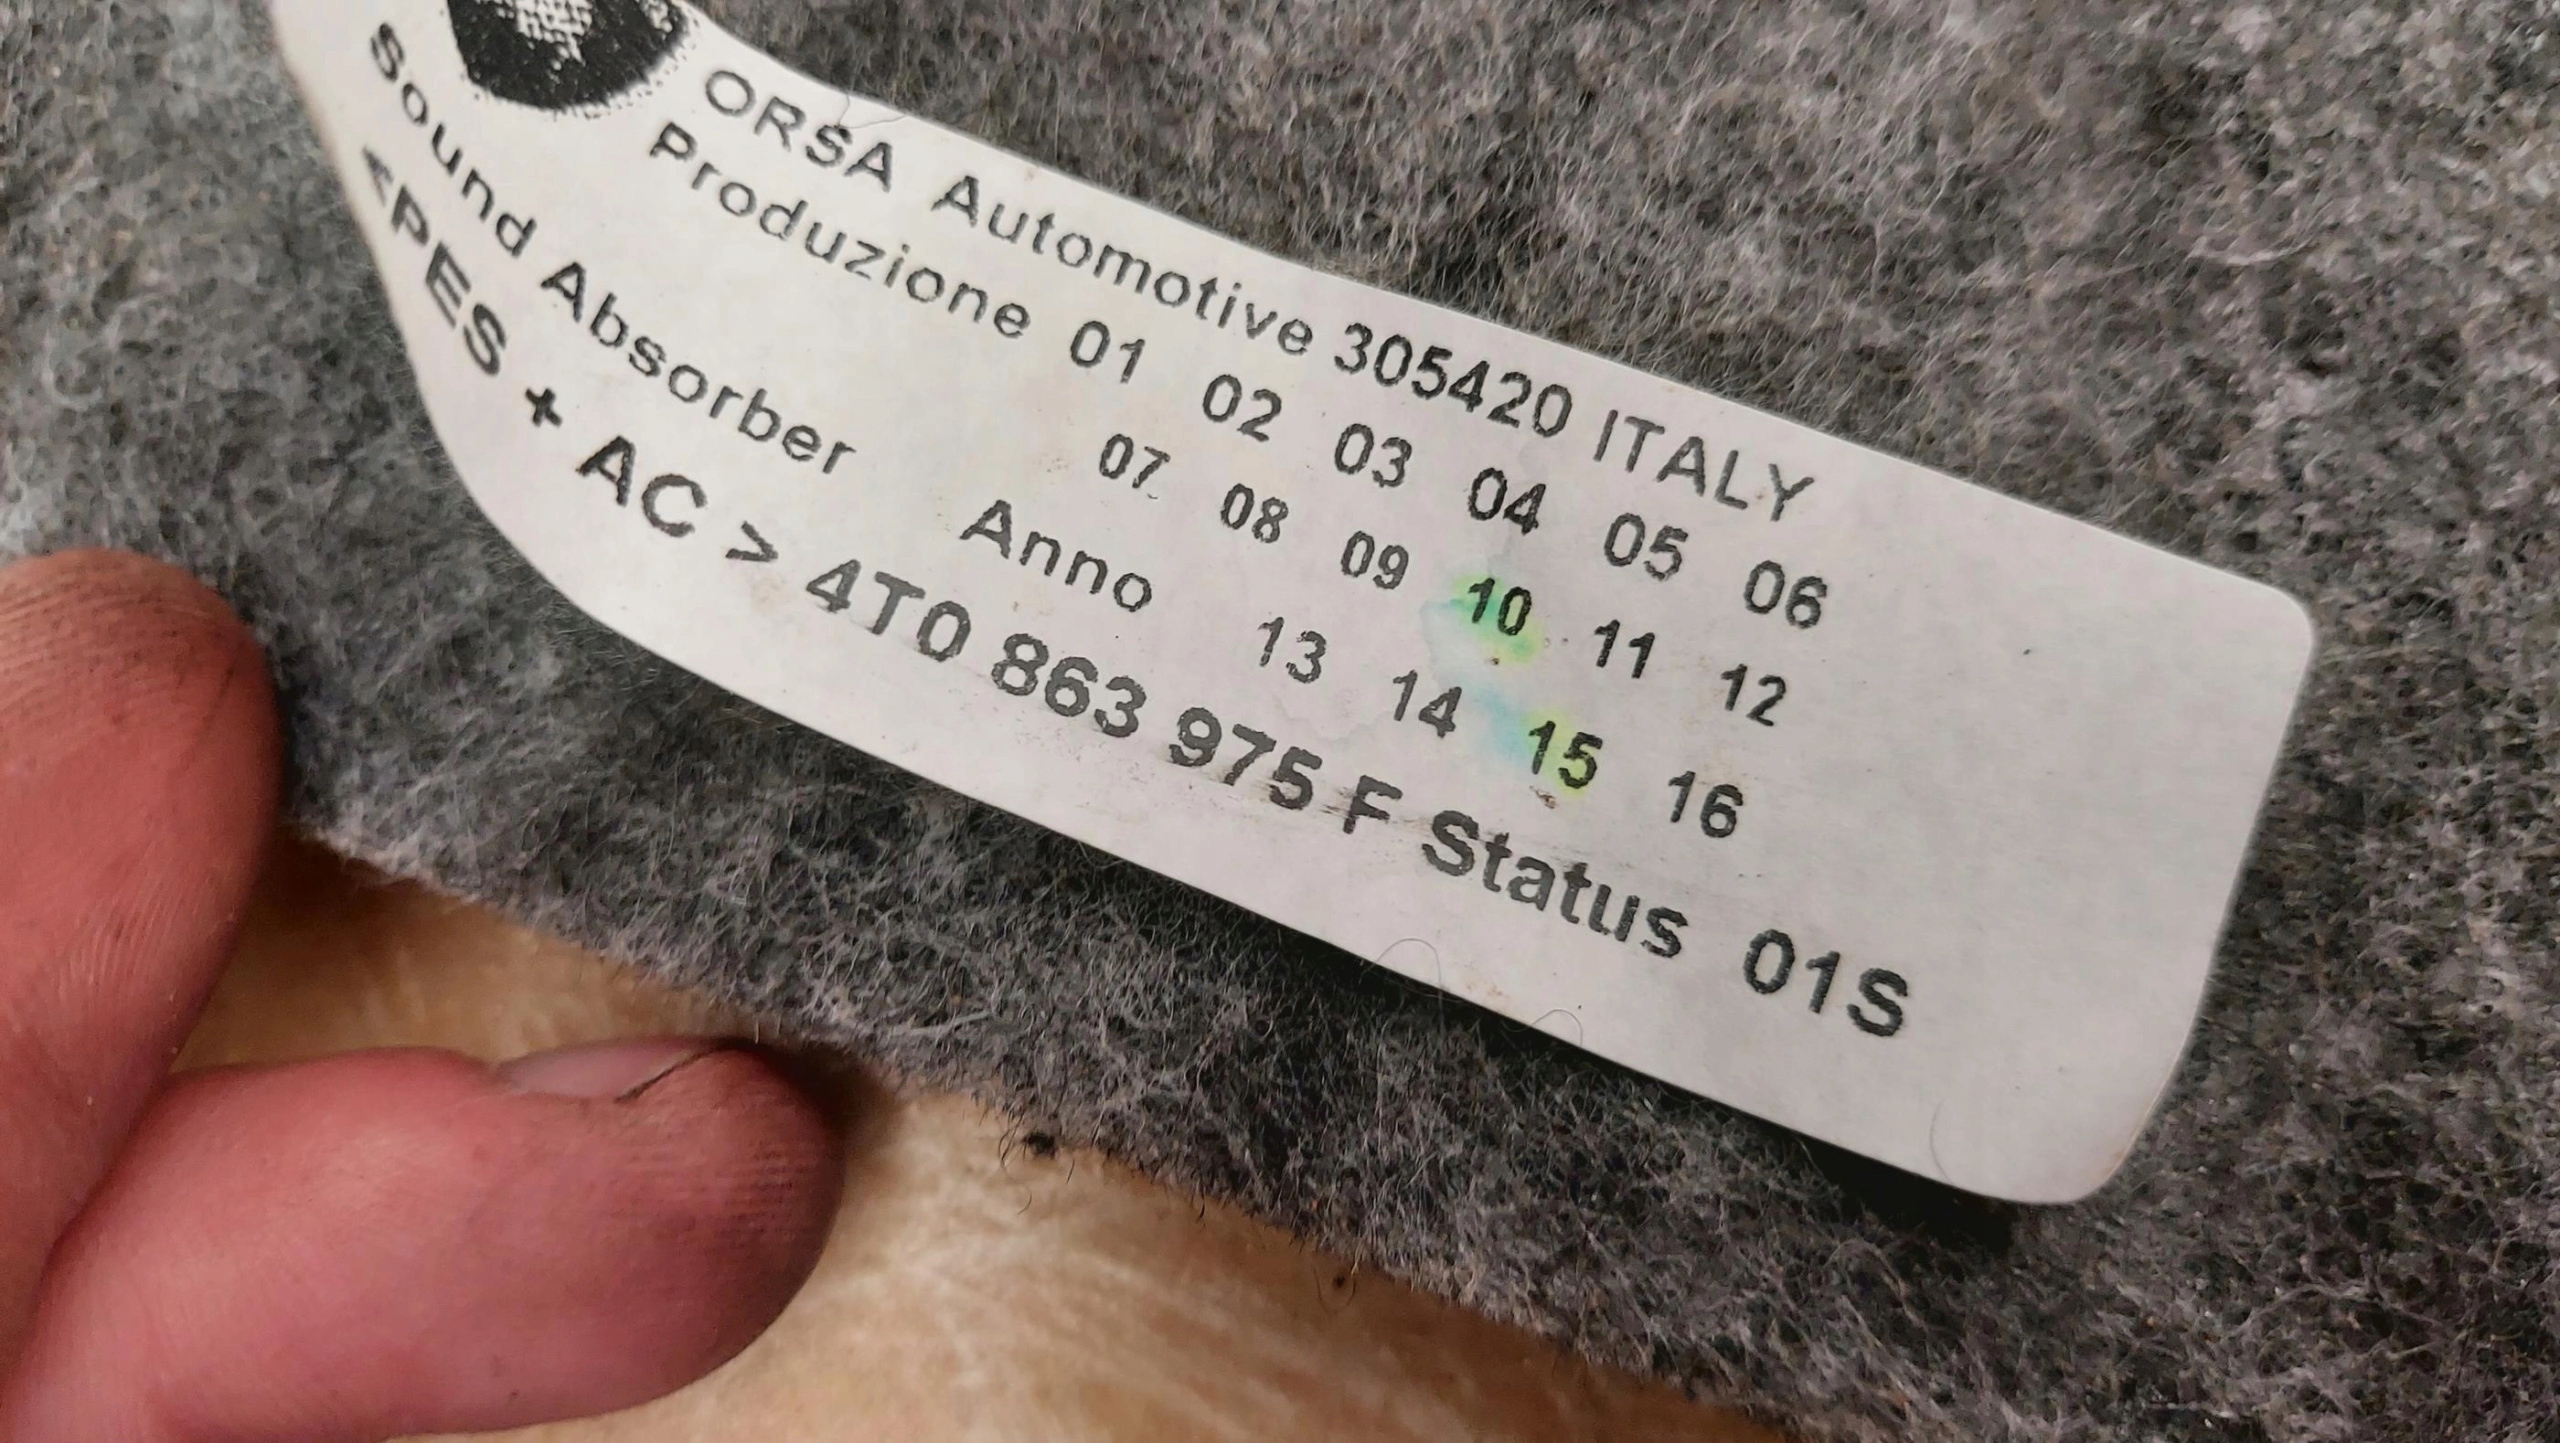 ORSA Automotive 305420 ITALY
Produzione 01 02 03 04 05 06
07 08 09 10 11 12
Sound Absorber Anno 13 14 15 16
<PES + AC > 4T0 863 975 F Status 01S